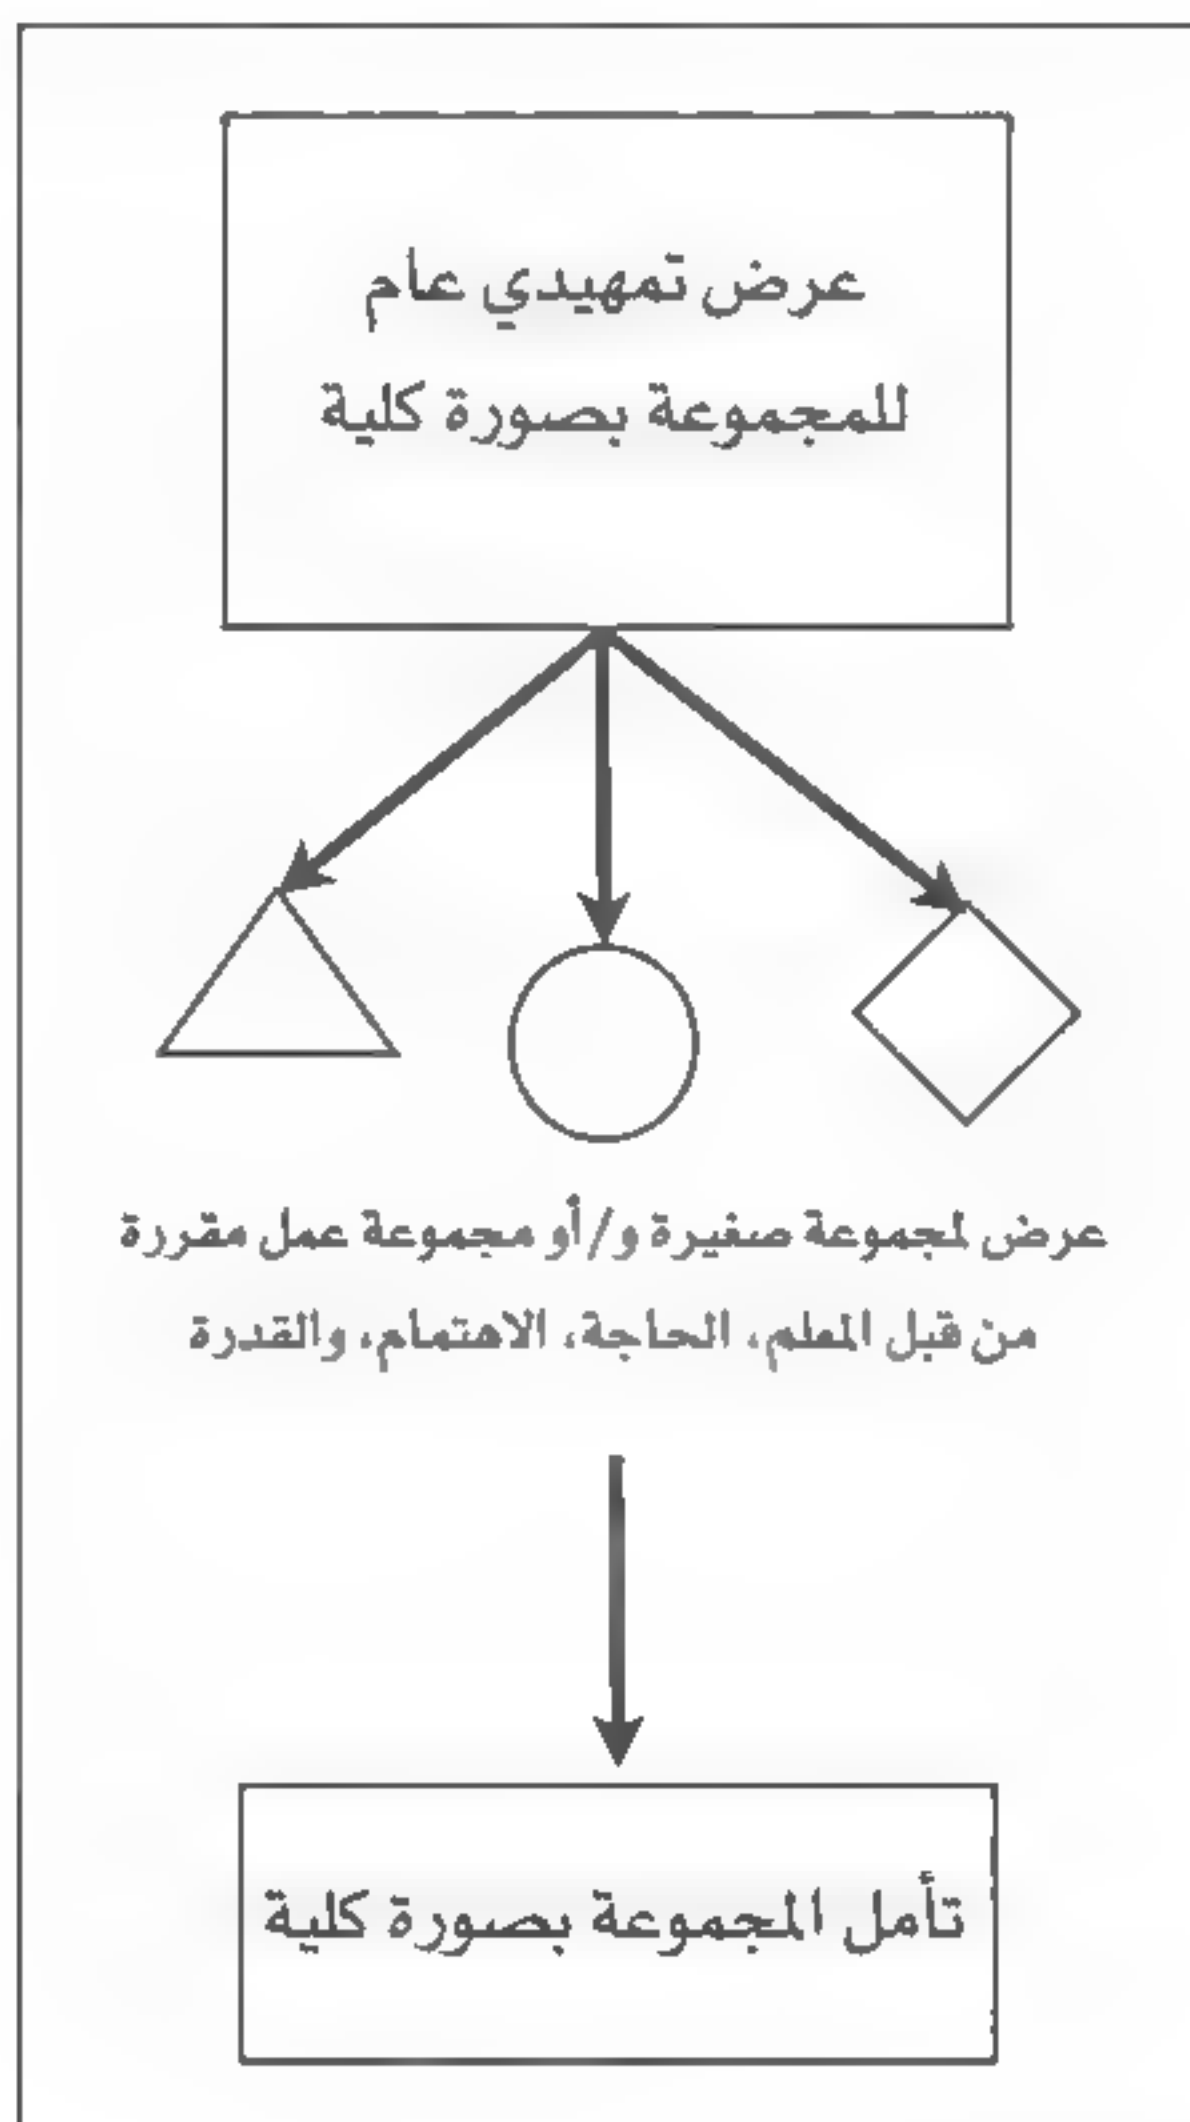 عرض تمهيدي عام
للمجموعة بصورة كلية
عرض لمجموعة صغيرة و/أو مجموعة عمل مقررة
من قبل المعلم، الحاجة، الاهتمام، والقدرة
تأمل المجموعة بصورة كلية